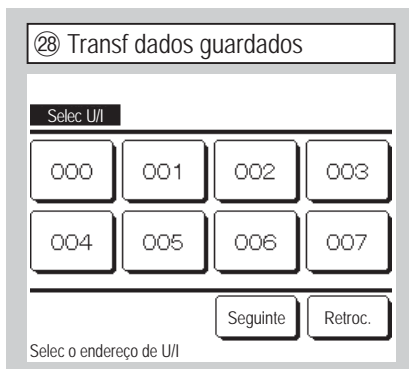 ㉘ Transf dados guardados
Selec U/I
000 001 002 003
004 005 006 007
Seguinte Retroc.
Selec o endereço de U/I